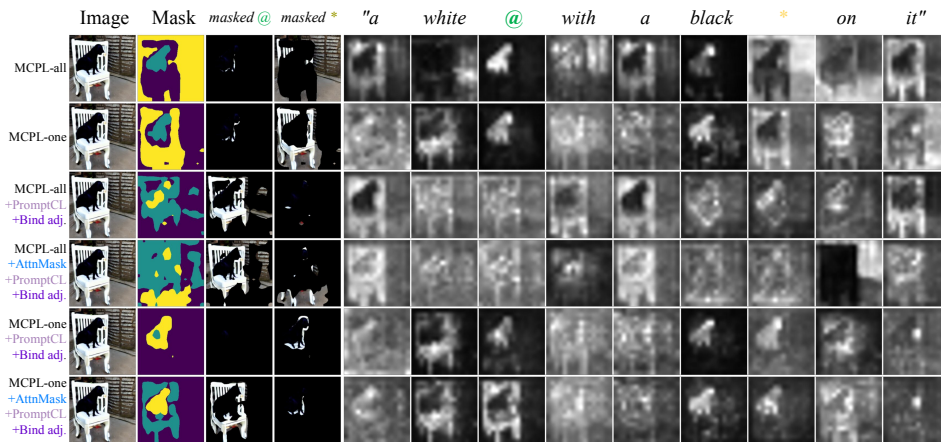 Image Mask masked @ masked * "a white @ with a black * on it"
MCPL-all
MCPL-one
MCPL-all
+PromptCL
+Bind adj.
MCPL-all
+AttnMask
+PromptCL
+Bind adj.
MCPL-one
+PromptCL
+Bind adj.
MCPL-one
+AttnMask
+PromptCL
+Bind adj.